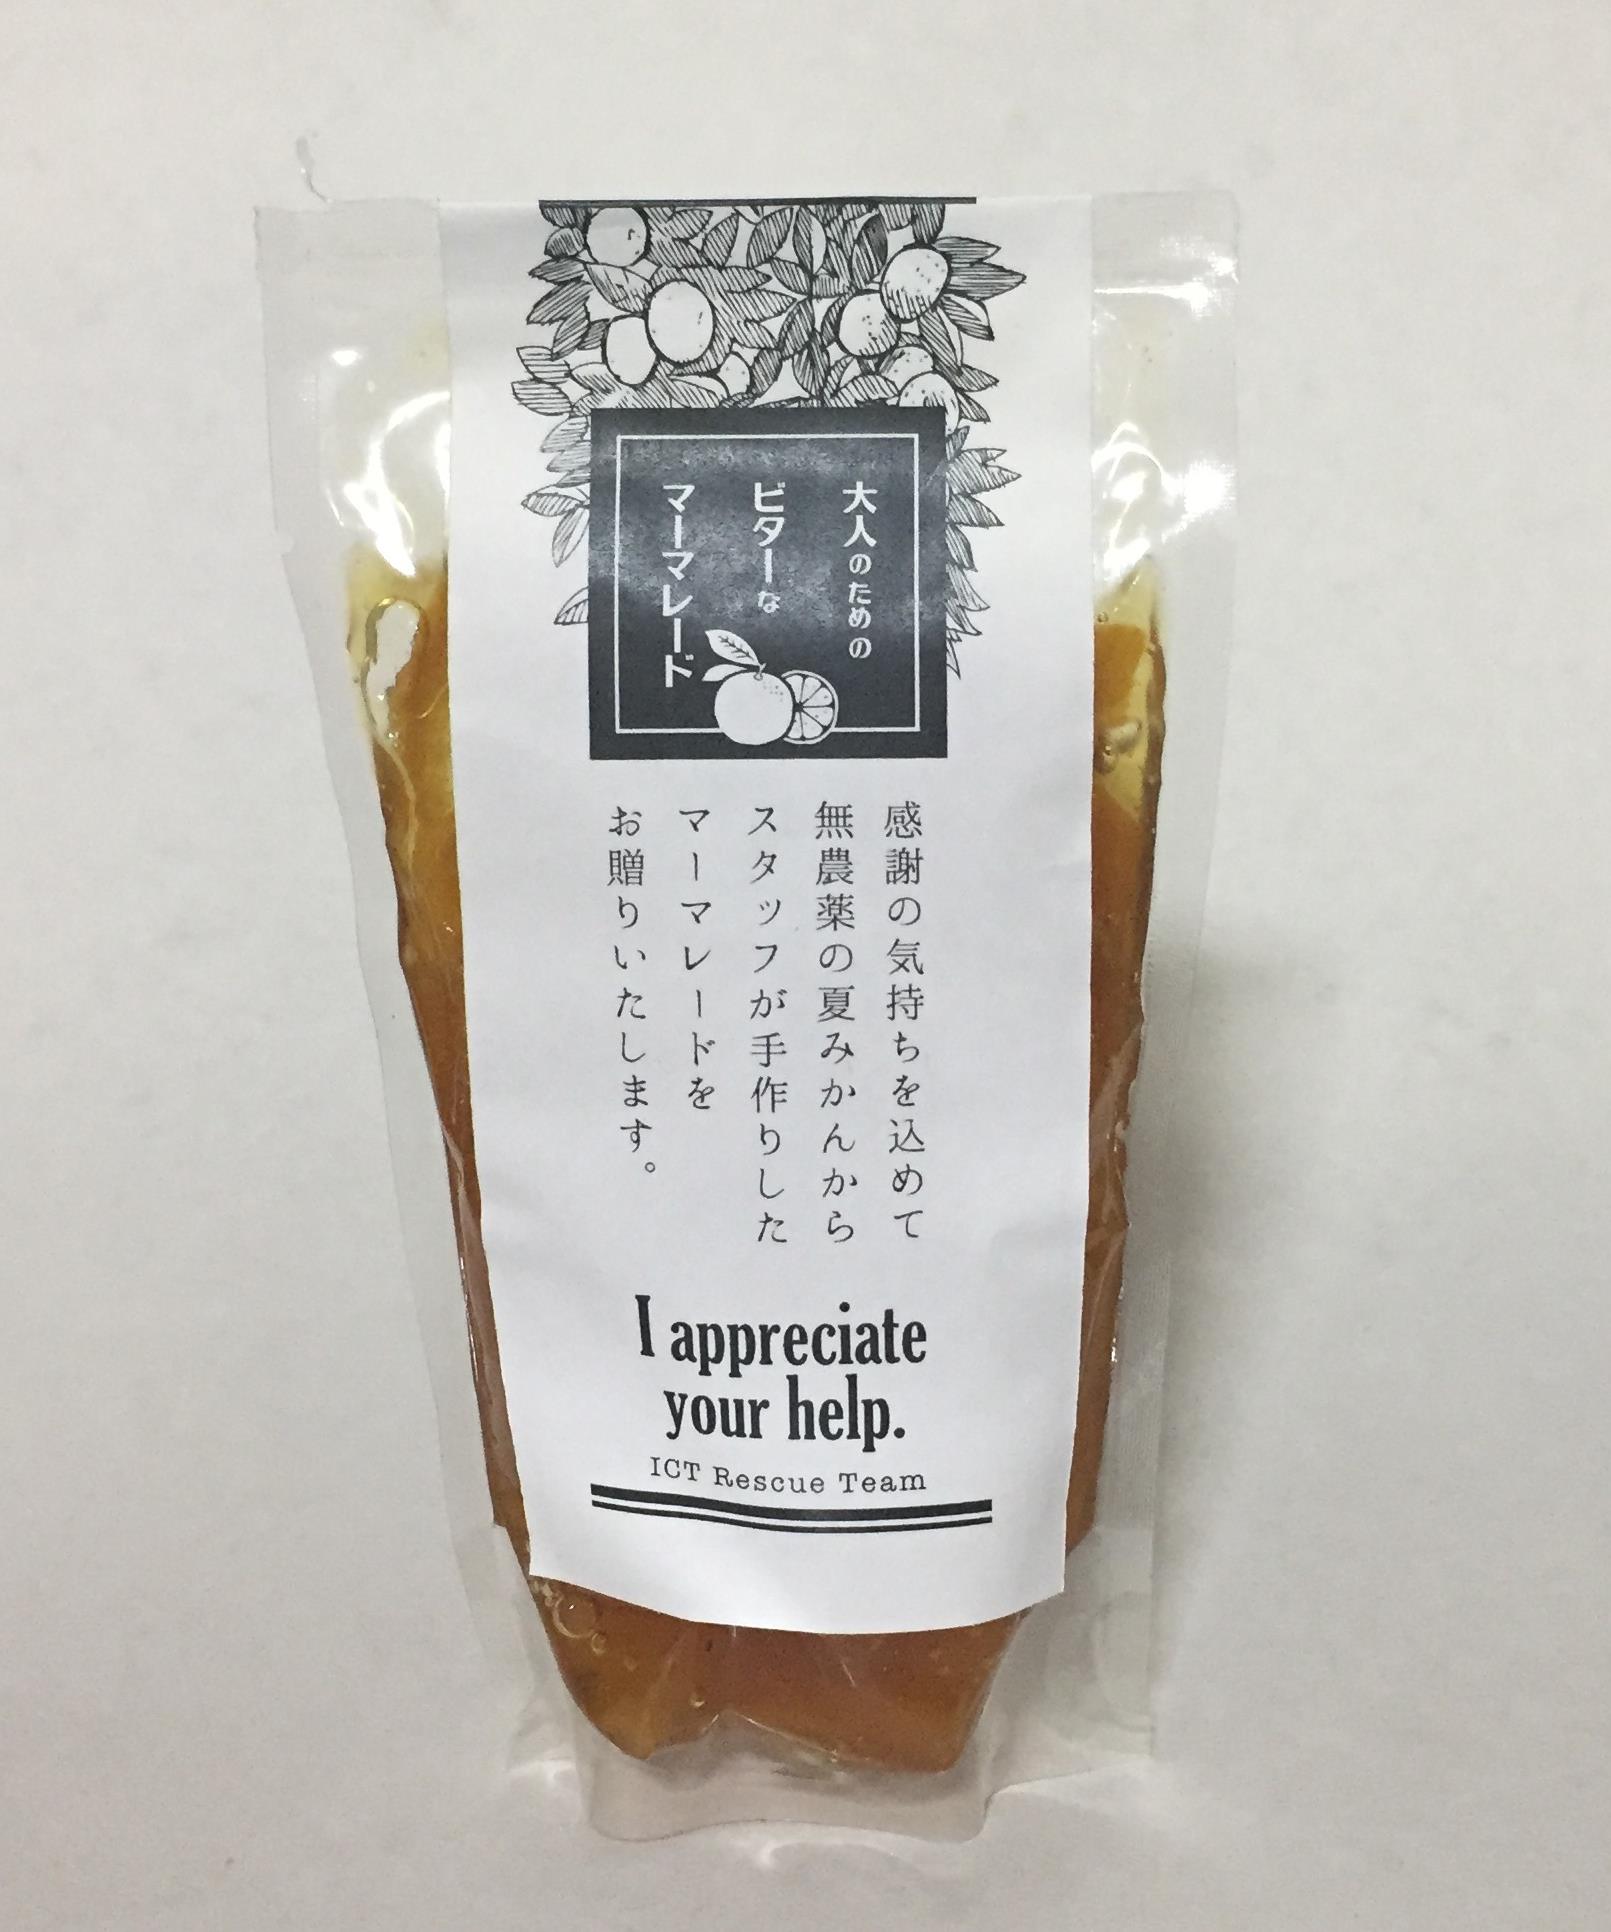 大人のための
ビターな
マーマレード
感謝の気持ちを込めて
無農薬の夏みかんから
スタッフが手作りした
マーマレードを
お贈りいたします。
I appreciate
your help.
ICT Rescue Team